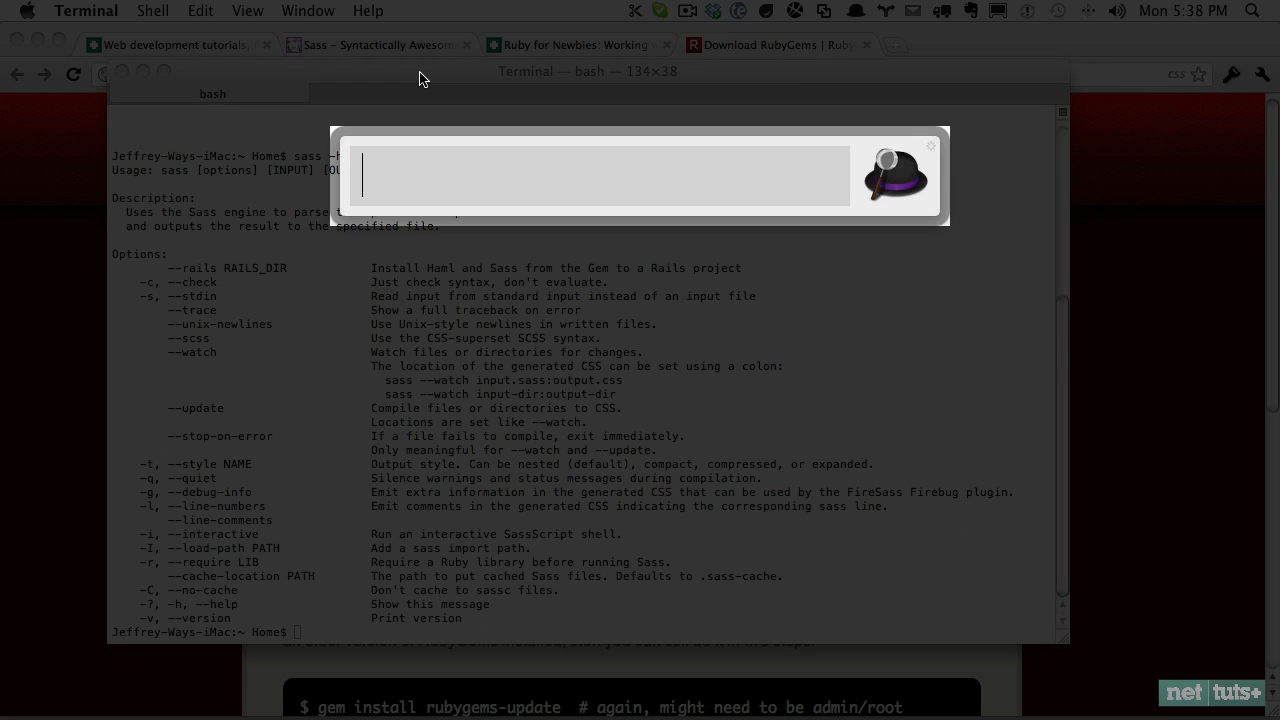 Terminal Shell Edit View Window Help Mon 5:38 PM
Web development tutorials, Sass - Syntactically Awesom Ruby for Newbies: Working Download RubyGems | Ruby
Terminal — bash — 134×38
css
bash
Jeffrey-Ways-iMac:~ Home$ sass -h
Usage: sass [options] [INPUT] [OU
Description:
Uses the Sass engine to parse
and outputs the result to the specified file.
Options:
--rails RAILS_DIR Install Haml and Sass from the Gem to a Rails project
-c, --check Just check syntax, don't evaluate.
-s, --stdin Read input from standard input instead of an input file
--trace Show a full traceback on error
--unix-newlines Use Unix-style newlines in written files.
--scss Use the CSS-superset SCSS syntax.
--watch Watch files or directories for changes.
The location of the generated CSS can be set using a colon:
sass --watch input.sass:output.css
sass --watch input-dir:output-dir
--update Compile files or directories to CSS.
Locations are set like --watch.
--stop-on-error If a file fails to compile, exit immediately.
Only meaningful for --watch and --update.
-t, --style NAME Output style. Can be nested (default), compact, compressed, or expanded.
-q, --quiet Silence warnings and status messages during compilation.
-g, --debug-info Emit extra information in the generated CSS that can be used by the FireSass Firebug plugin.
-l, --line-numbers Emit comments in the generated CSS indicating the corresponding sass line.
--line-comments
-i, --interactive Run an interactive SassScript shell.
-I, --load-path PATH Add a sass import path.
-r, --require LIB Require a Ruby library before running Sass.
--cache-location PATH The path to put cached Sass files. Defaults to .sass-cache.
-C, --no-cache Don't cache to sassc files.
-?, -h, --help Show this message
-v, --version Print version
Jeffrey-Ways-iMac:~ Home$
$ gem install rubygems-update # again, might need to be admin/root
net tuts+